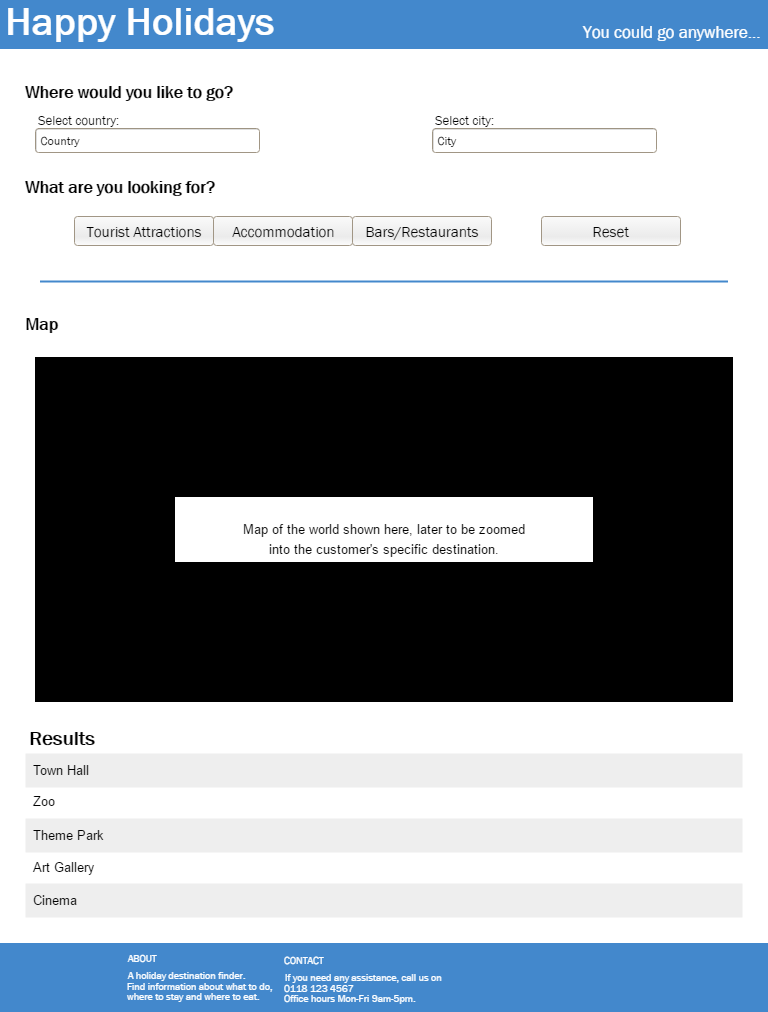 Happy Holidays
You could go anywhere...
Where would you like to go?
Select country:
Select city:
Country
City
What are you looking for?
Tourist Attractions
Accommodation
Bars/Restaurants
Reset
Map
Map of the world shown here, later to be zoomed
into the customer's specific destination.
Results
Town Hall
Zoo
Theme Park
Art Gallery
Cinema
ABOUT
A holiday destination finder.
Find information about what to do,
where to stay and where to eat.
CONTACT
If you need any assistance, call us on
0118 123 4567
Office hours Mon-Fri 9am-5pm.